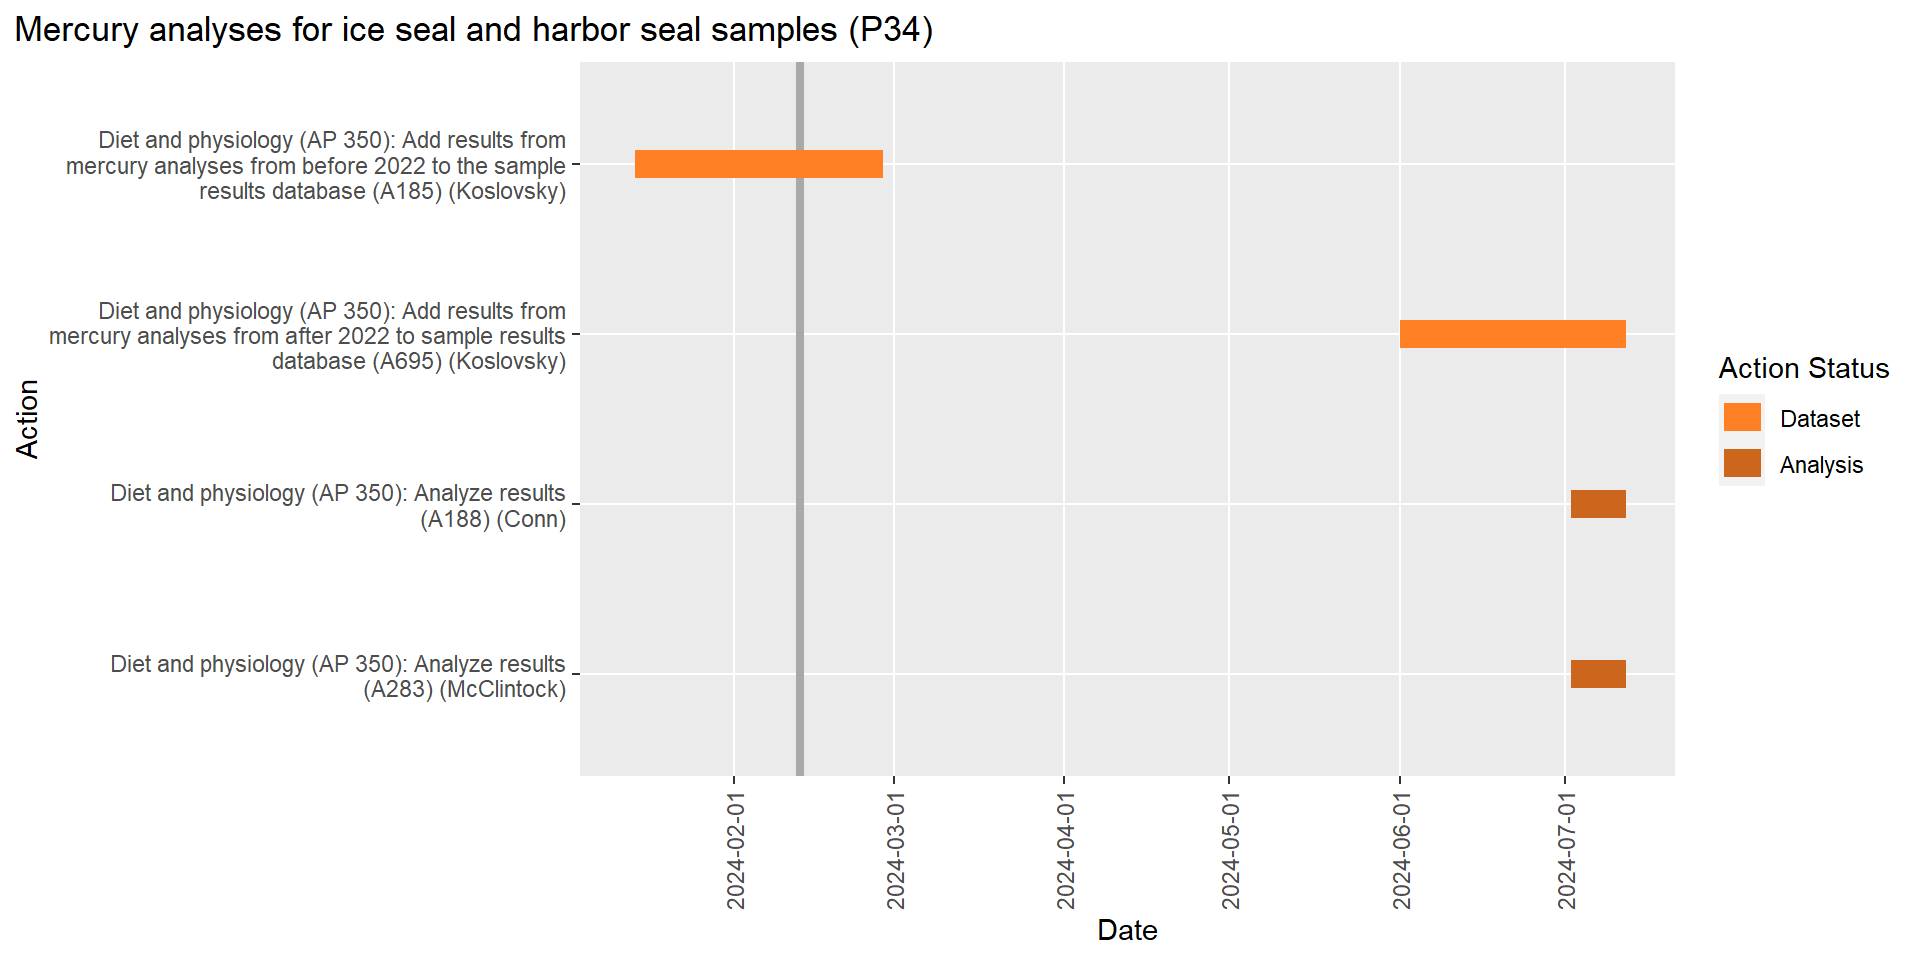 Mercury analyses for ice seal and harbor seal samples (P34)
Diet and physiology (AP 350): Add results from
mercury analyses from before 2022 to the sample
results database (A185) (Koslovsky)
Diet and physiology (AP 350): Add results from
mercury analyses from after 2022 to sample results
database (A695) (Koslovsky)
Diet and physiology (AP 350): Analyze results
(A188) (Conn)
Diet and physiology (AP 350): Analyze results
(A283) (McClintock)
Action
2024-02-01
2024-03-01
2024-04-01
2024-05-01
2024-06-01
2024-07-01
Date
Action Status
Dataset
Analysis